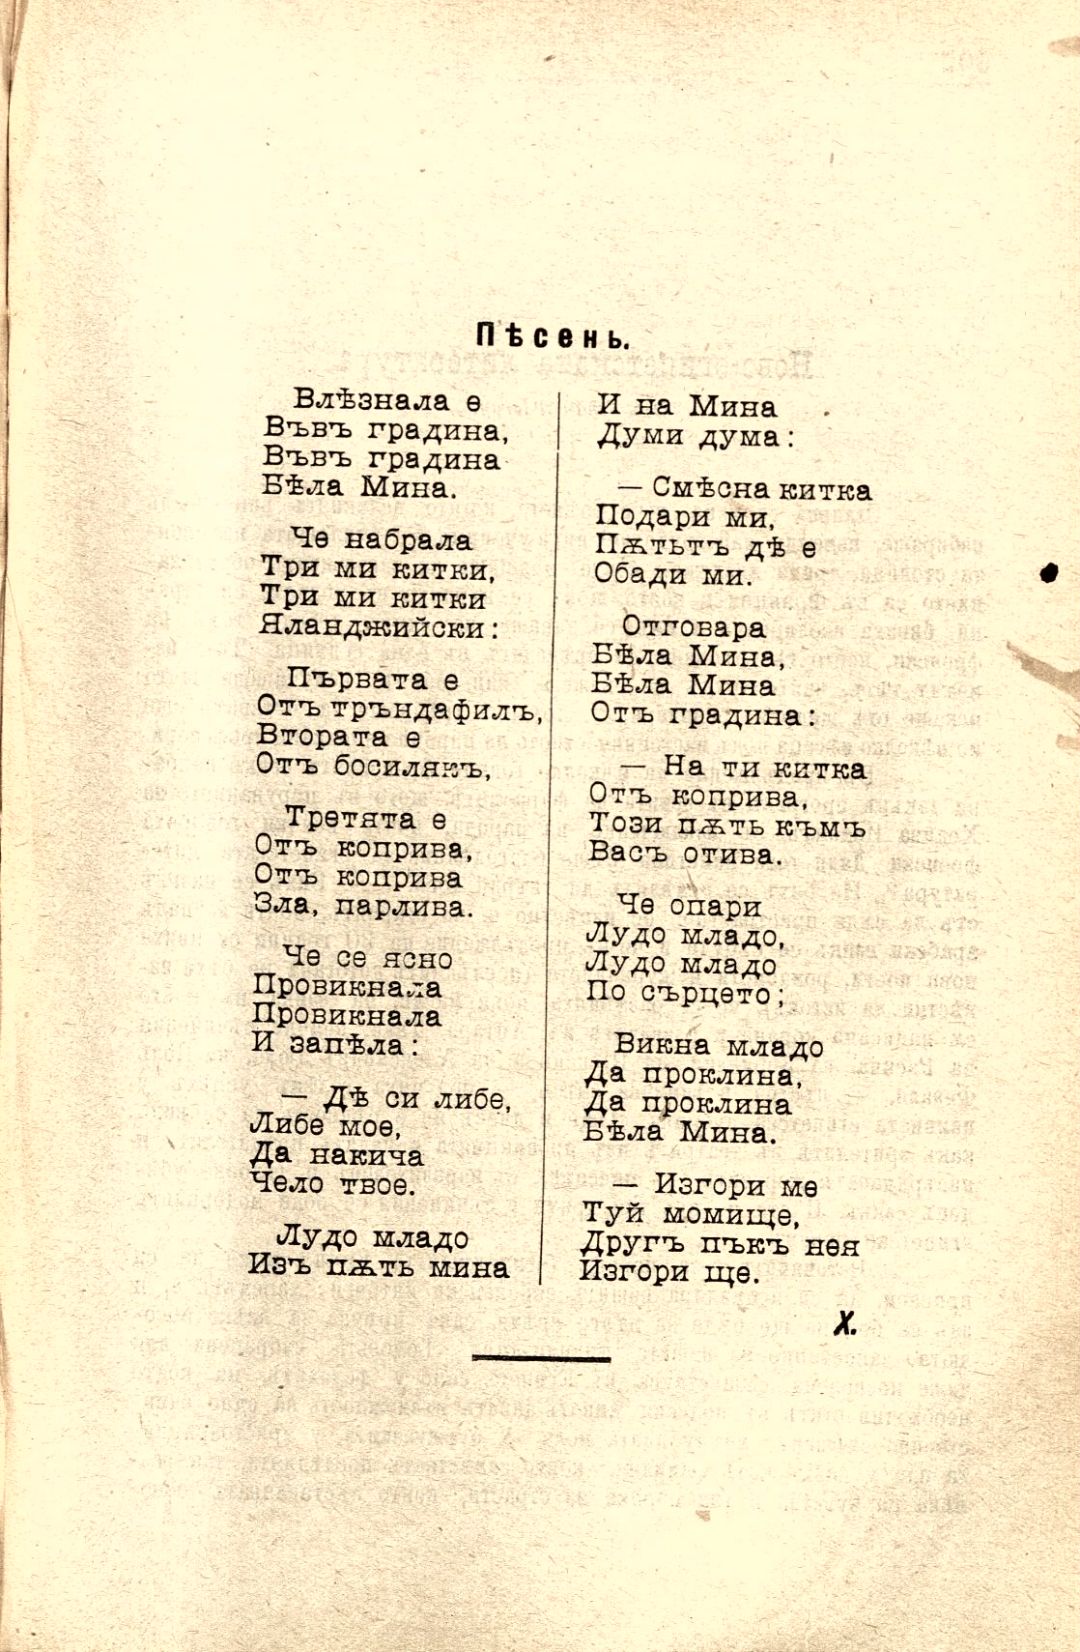 Пѣсень.
Влѣзнала е
Въвъ градина,
Въвъ градина
Бѣла Мина.
Че набрала
Три ми китки,
Три ми китки
Яланджийски:
Първата е
Отъ тръндафилъ,
Втората е
Отъ босилякъ,
Третята е
Отъ коприва,
Отъ коприва
Зла, парлива.
Че се ясно
Провикнала
Провикнала
И запѣла:
— Дѣ си либе,
Либе мое,
Да накича
Чело твое.
Лудо младо
Изъ пѫть мина
И на Мина
Думи дума:
— Смѣсна китка
Подари ми,
Пѫтьтъ дѣ е
Обади ми.
Отговара
Бѣла Мина,
Бѣла Мина
Отъ градина:
— На ти китка
Отъ коприва,
Този пѫть къмъ
Васъ отива.
Че опари
Лудо младо,
Лудо младо
По сърцето;
Викна младо
Да проклина,
Да проклина
Бѣла Мина.
— Изгори ме
Туй момище,
Другъ пъкъ нея
Изгори ще.
Х.